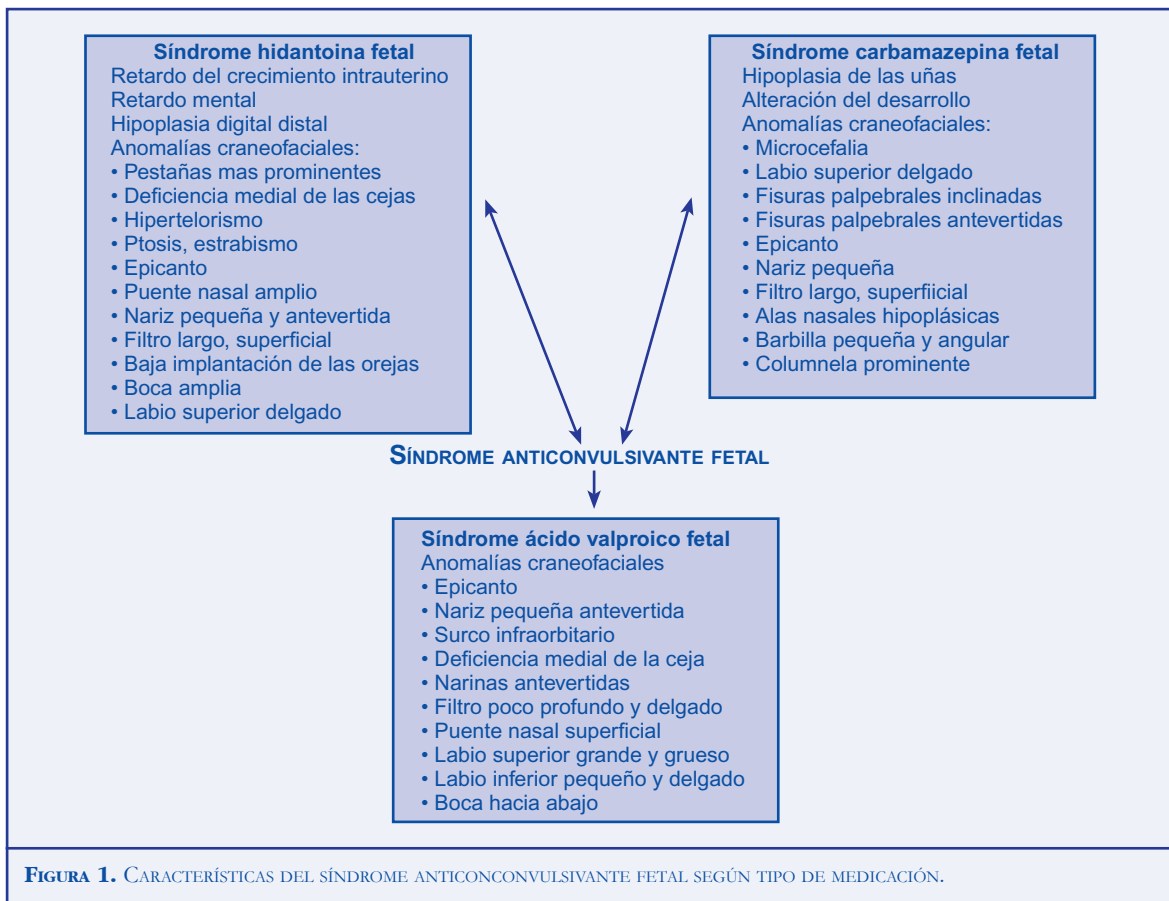 Síndrome hidantoina fetal
Retardo del crecimiento intrauterino
Retardo mental
Hipoplasia digital distal
Anomalías craneofaciales:
• Pestañas mas prominentes
• Deficiencia medial de las cejas
• Hipertelorismo
• Ptosis, estrabismo
• Epicanto
• Puente nasal amplio
• Nariz pequeña y antevertida
• Filtro largo, superficial
• Baja implantación de las orejas
• Boca amplia
• Labio superior delgado
Síndrome carbamazepina fetal
Hipoplasia de las uñas
Alteración del desarrollo
Anomalías craneofaciales:
• Microcefalia
• Labio superior delgado
• Fisuras palpebrales inclinadas
• Fisuras palpebrales antevertidas
• Epicanto
• Nariz pequeña
• Filtro largo, superfiicial
• Alas nasales hipoplásicas
• Barbilla pequeña y angular
• Columnela prominente
SÍNDROME ANTICONVULSIVANTE FETAL
Síndrome ácido valproico fetal
Anomalías craneofaciales
• Epicanto
• Nariz pequeña antevertida
• Surco infraorbitario
• Deficiencia medial de la ceja
• Narinas antevertidas
• Filtro poco profundo y delgado
• Puente nasal superficial
• Labio superior grande y grueso
• Labio inferior pequeño y delgado
• Boca hacia abajo
FIGURA 1. CARACTERÍSTICAS DEL SÍNDROME ANTICONCONVULSIVANTE FETAL SEGÚN TIPO DE MEDICACIÓN.